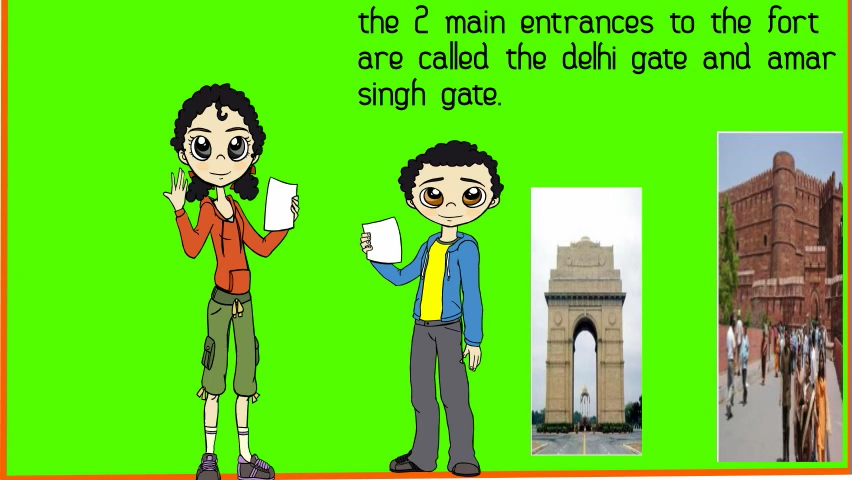 the 2 main entrances to the fort
are called the delhi gate and amar
singh gate.